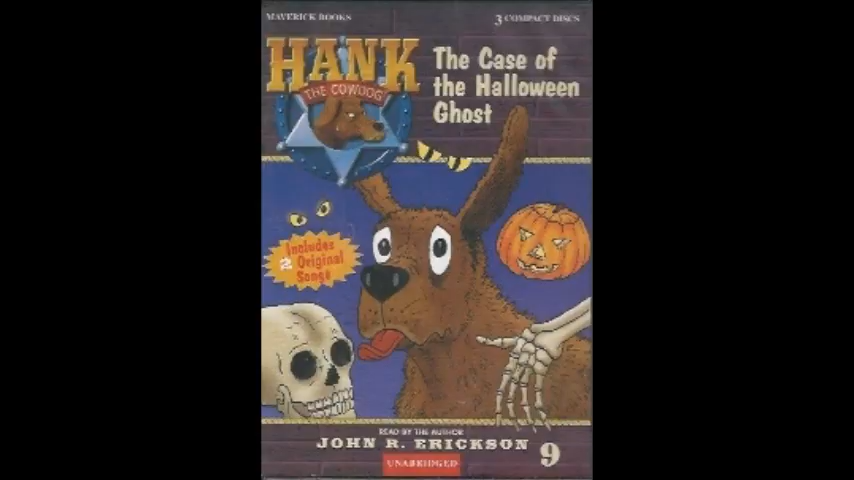 MAVERICK BOOKS
3 COMPACT DISCS
HANK
THE COWDOG
The Case of
the Halloween
Ghost
Includes
2 Original
Songs
READ BY THE AUTHOR
JOHN R. ERICKSON
9
UNABRIDGED